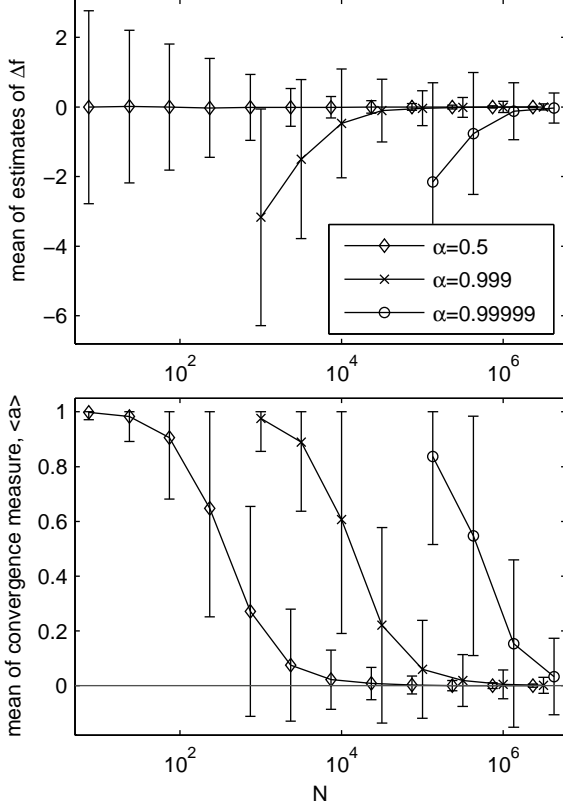 mean of estimates of Δf
2
0
−2
−4
−6
α=0.5
α=0.999
α=0.99999
10^2
10^4
10^6
mean of convergence measure, <a>
1
0.8
0.6
0.4
0.2
0
10^2
10^4
10^6
N